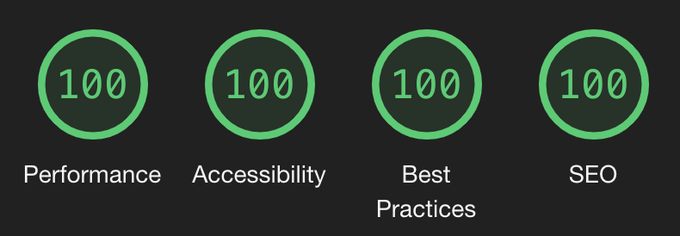 100 100 100 100
Performance Accessibility Best SEO
Practices